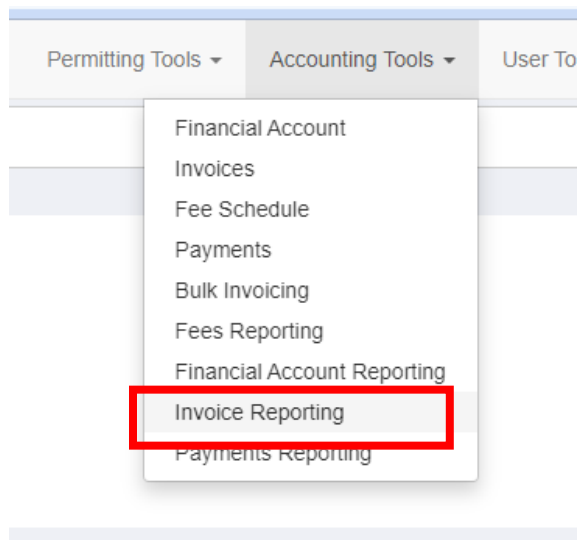 Permitting Tools Accounting Tools User To
Financial Account
Invoices
Fee Schedule
Payments
Bulk Invoicing
Fees Reporting
Financial Account Reporting
Invoice Reporting
Payments Reporting